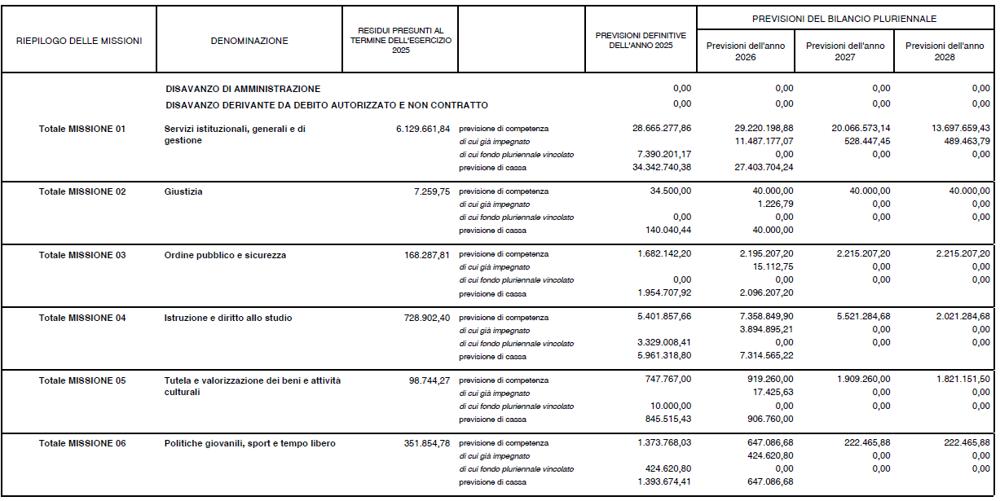 RIEPILOGO DELLE MISSIONI
DENOMINAZIONE
RESIDUI PRESUNTI AL
TERMINE DELL'ESERCIZIO
2025
PREVISIONI DEFINITIVE
DELL'ANNO 2025
PREVISIONI DEL BILANCIO PLURIENNALE
Previsioni dell'anno
2026
Previsioni dell'anno
2027
Previsioni dell'anno
2028
DISAVANZO DI AMMINISTRAZIONE 0,00 0,00 0,00 0,00
DISAVANZO DERIVANTE DA DEBITO AUTORIZZATO E NON CONTRATTO 0,00 0,00 0,00 0,00
Totale MISSIONE 01 Servizi istituzionali, generali e di 6.129.661,84 previsione di competenza 28.665.277,86 29.220.198,88 20.066.573,14 13.697.659,43
gestione di cui già impegnato 11.487.177,07 528.447,45 489.463,79
di cui fondo pluriennale vincolato 7.390.201,17 0,00 0,00 0,00
previsione di cassa 34.342.740,38 27.403.704,24
Totale MISSIONE 02 Giustizia 7.259,75 previsione di competenza 34.500,00 40.000,00 40.000,00 40.000,00
di cui già impegnato 1.226,79 0,00 0,00
di cui fondo pluriennale vincolato 0,00 0,00 0,00 0,00
previsione di cassa 140.040,44 40.000,00
Totale MISSIONE 03 Ordine pubblico e sicurezza 168.287,81 previsione di competenza 1.682.142,20 2.195.207,20 2.215.207,20 2.215.207,20
di cui già impegnato 15.112,75 0,00 0,00
di cui fondo pluriennale vincolato 0,00 0,00 0,00 0,00
previsione di cassa 1.954.707,92 2.096.207,20
Totale MISSIONE 04 Istruzione e diritto allo studio 728.902,40 previsione di competenza 5.401.857,66 7.358.849,90 5.521.284,68 2.021.284,68
di cui già impegnato 3.894.895,21 0,00 0,00
di cui fondo pluriennale vincolato 3.329.008,41 0,00 0,00 0,00
previsione di cassa 5.961.318,80 7.314.565,22
Totale MISSIONE 05 Tutela e valorizzazione dei beni e attività 98.744,27 previsione di competenza 747.767,00 919.260,00 1.909.260,00 1.821.151,50
culturali di cui già impegnato 17.425,63 0,00 0,00
di cui fondo pluriennale vincolato 10.000,00 0,00 0,00 0,00
previsione di cassa 845.515,43 906.760,00
Totale MISSIONE 06 Politiche giovanili, sport e tempo libero 351.854,78 previsione di competenza 1.373.768,03 647.086,68 222.465,88 222.465,88
di cui già impegnato 424.620,80 0,00 0,00
di cui fondo pluriennale vincolato 424.620,80 0,00 0,00 0,00
previsione di cassa 1.393.674,41 647.086,68